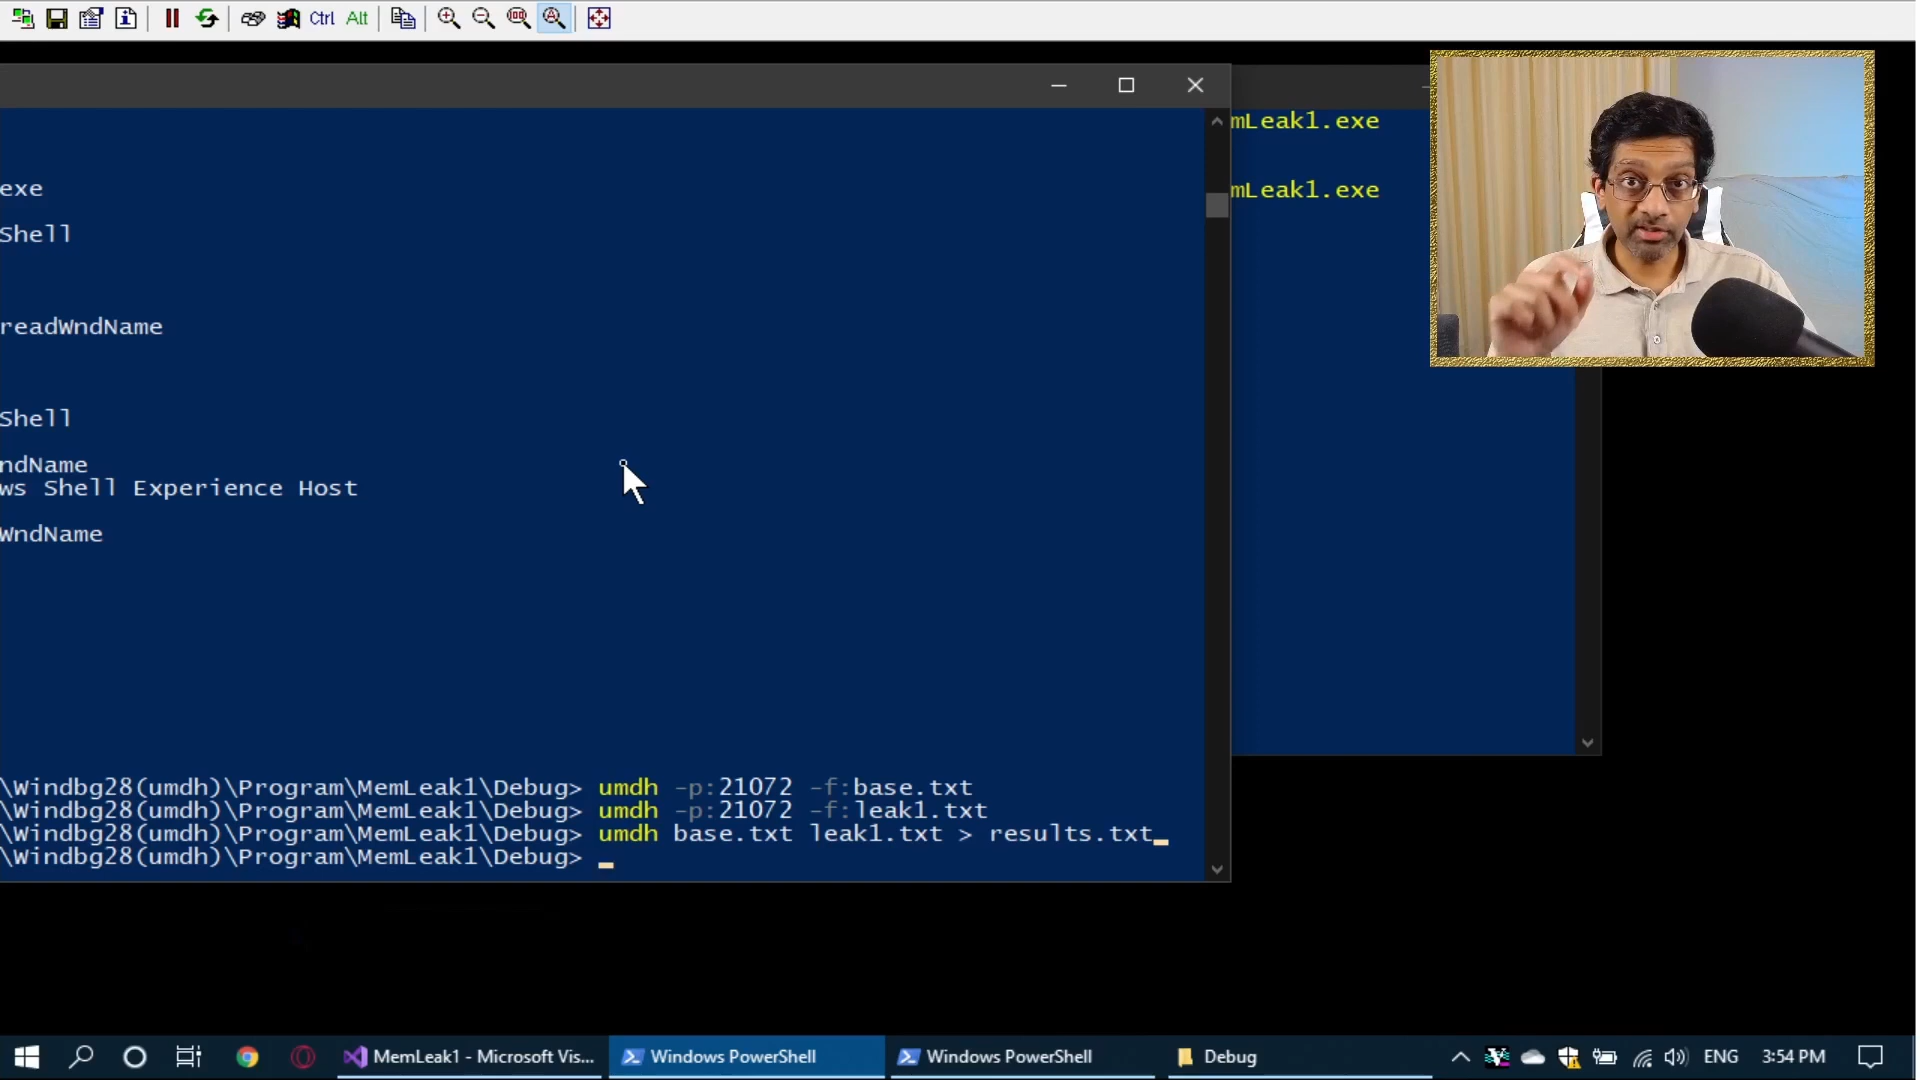 Ctrl Alt
mLeak1.exe
exe
mLeak1.exe
Shell
readWndName
Shell
ndName
ws Shell Experience Host
WndName
\Windbg28(umdh)\Program\MemLeak1\Debug> umdh -p:21072 -f:base.txt
\Windbg28(umdh)\Program\MemLeak1\Debug> umdh -p:21072 -f:leak1.txt
\Windbg28(umdh)\Program\MemLeak1\Debug> umdh base.txt leak1.txt > results.txt
\Windbg28(umdh)\Program\MemLeak1\Debug>
MemLeak1 - Microsoft Vis... Windows PowerShell Windows PowerShell Debug ENG 3:54 PM